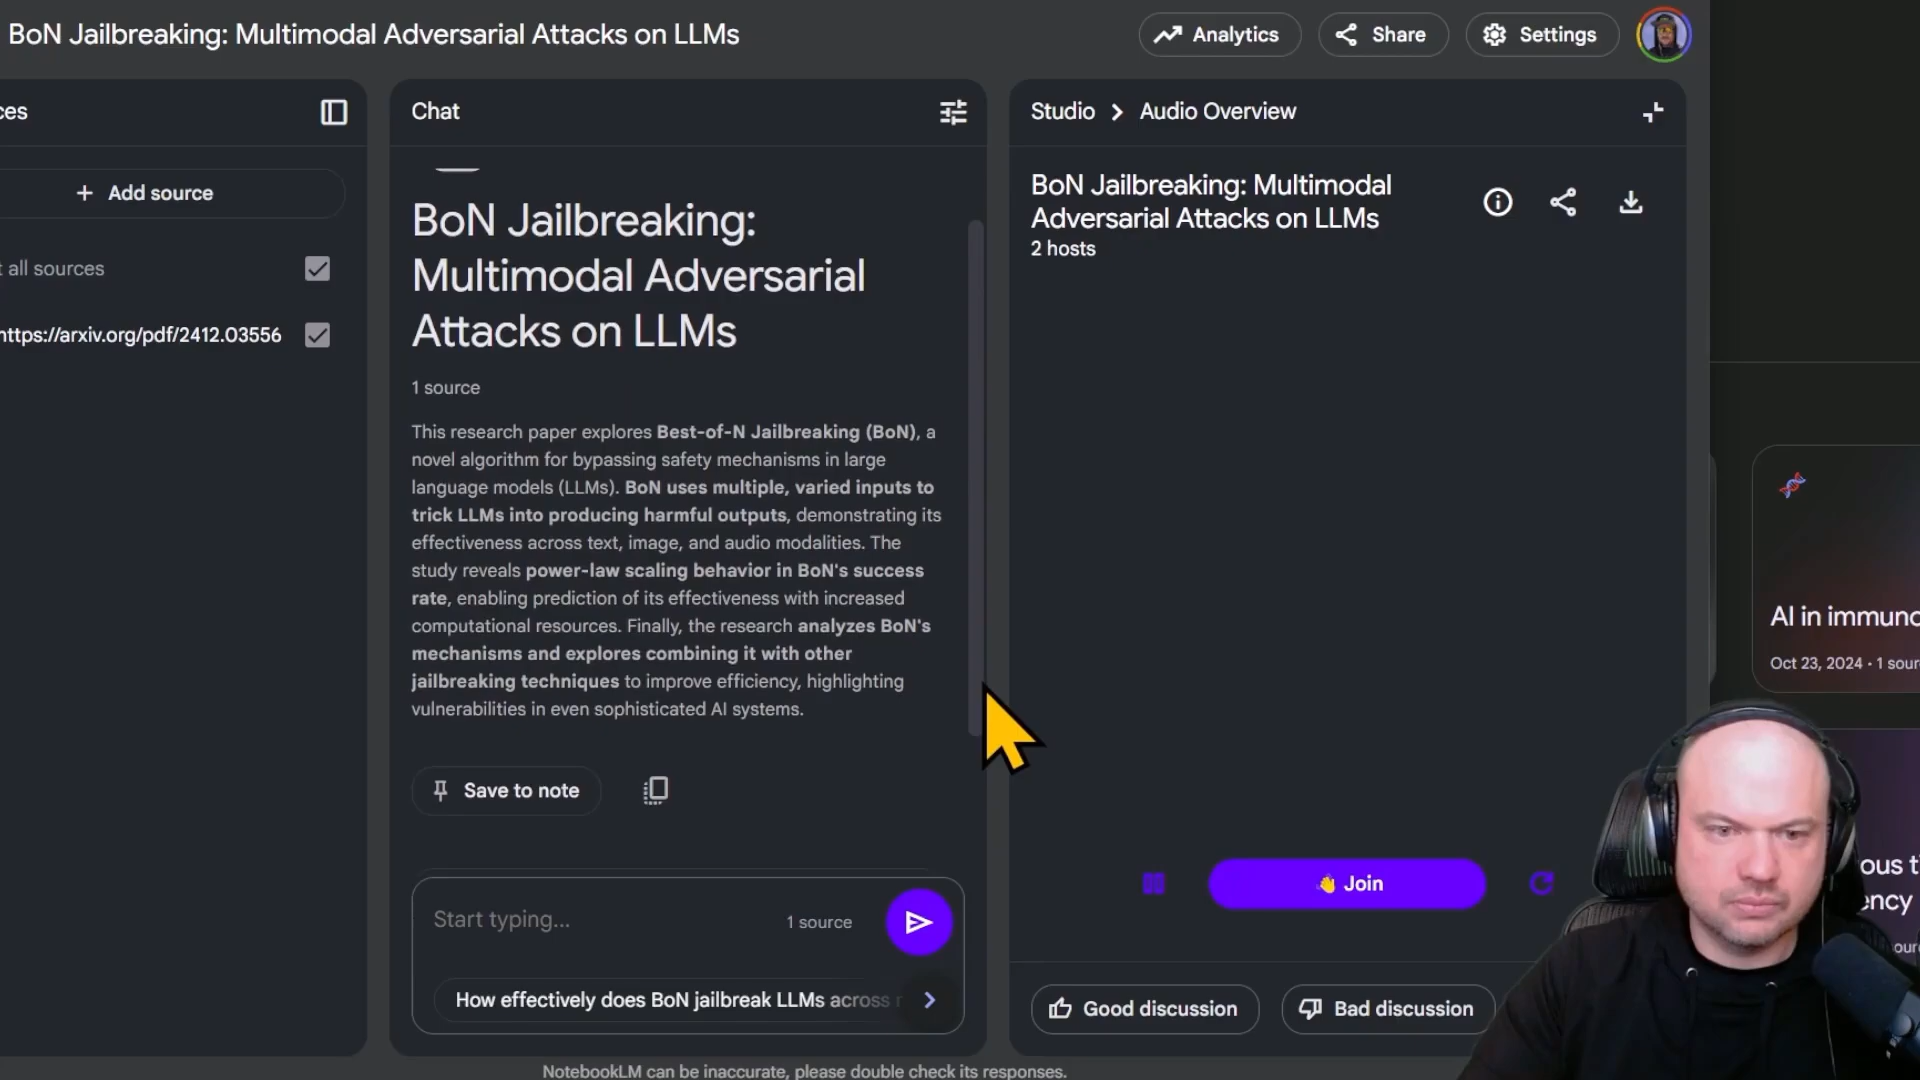 BoN Jailbreaking: Multimodal Adversarial Attacks on LLMs
Analytics
Share
Settings
ces
Add source
t all sources
https://arxiv.org/pdf/2412.03556
Chat
BoN Jailbreaking:
Multimodal Adversarial
Attacks on LLMs
1 source
This research paper explores Best-of-N Jailbreaking (BoN), a
novel algorithm for bypassing safety mechanisms in large
language models (LLMs). BoN uses multiple, varied inputs to
trick LLMs into producing harmful outputs, demonstrating its
effectiveness across text, image, and audio modalities. The
study reveals power-law scaling behavior in BoN's success
rate, enabling prediction of its effectiveness with increased
computational resources. Finally, the research analyzes BoN's
mechanisms and explores combining it with other
jailbreaking techniques to improve efficiency, highlighting
vulnerabilities in even sophisticated AI systems.
Save to note
Start typing...
1 source
How effectively does BoN jailbreak LLMs across
NotebookLM can be inaccurate, please double check its responses.
Studio > Audio Overview
BoN Jailbreaking: Multimodal
Adversarial Attacks on LLMs
2 hosts
👋 Join
Good discussion
Bad discussion
AI in immuno
Oct 23, 2024 · 1 sour
ous t
ency
our